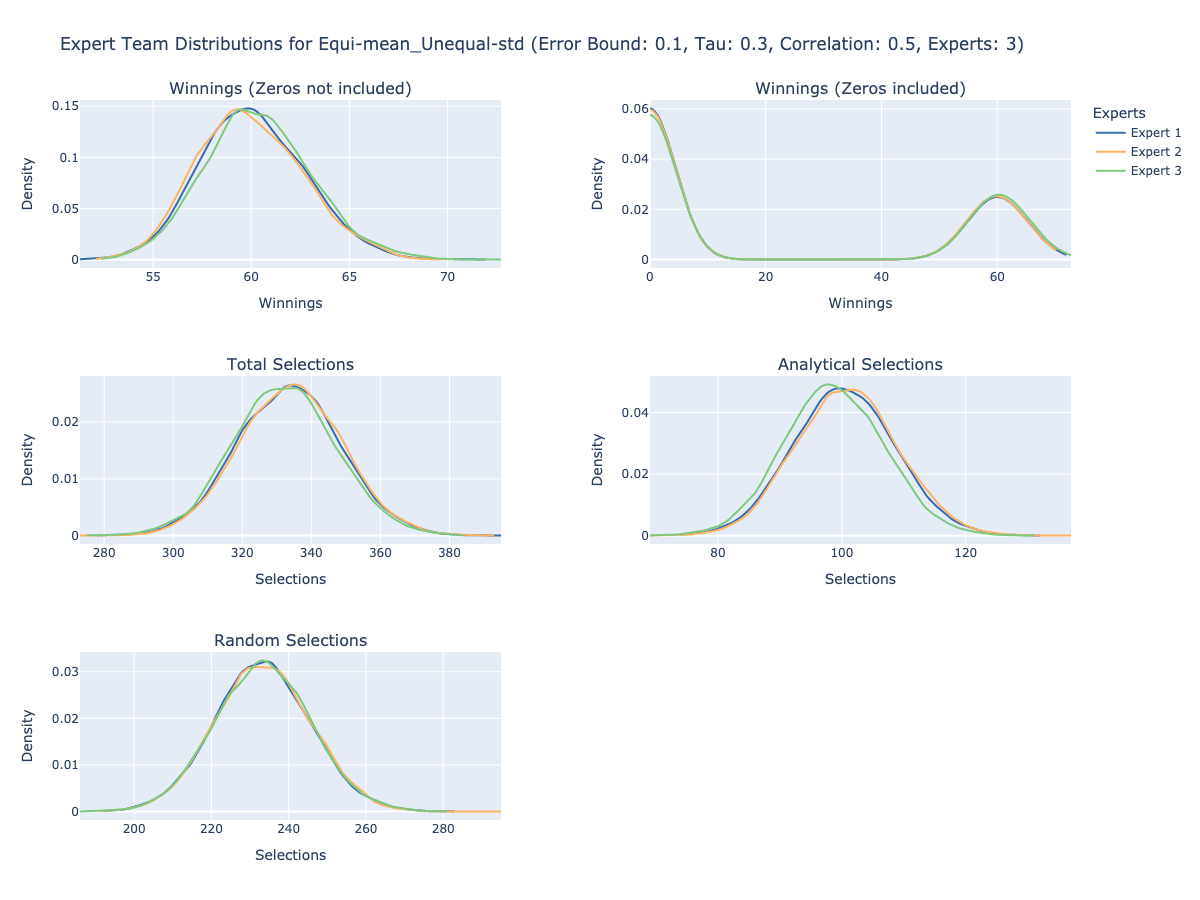 Expert Team Distributions for Equi-mean_Unequal-std (Error Bound: 0.1, Tau: 0.3, Correlation: 0.5, Experts: 3)
Winnings (Zeros not included)
0.15
0.1
0.05
0
Density
55 60 65 70
Winnings
Winnings (Zeros included)
0.06
0.04
0.02
0
Density
0 20 40 60
Winnings
Experts
Expert 1
Expert 2
Expert 3
Total Selections
0.02
0.01
0
Density
280 300 320 340 360 380
Selections
Analytical Selections
0.04
0.02
0
Density
80 100 120
Selections
Random Selections
0.03
0.02
0.01
0
Density
200 220 240 260 280
Selections